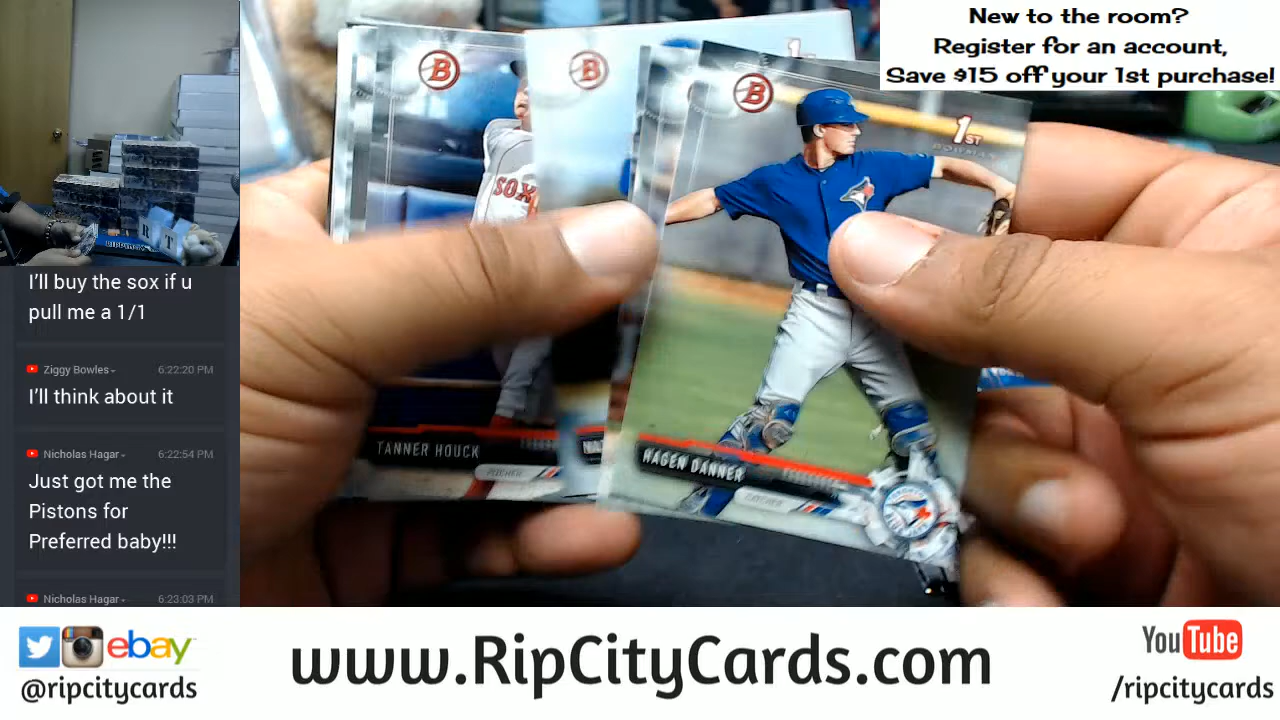 New to the room?
Register for an account,
Save $15 off your 1st purchase!
B
B
B
1ST
BOWMAN
SOX
TANNER HOUCK
PITCHER
HAGEN DANNER
CATCHER
R T
I'll buy the sox if u
pull me a 1/1
Ziggy Bowles 6:22:20 PM
I'll think about it
Nicholas Hagar 6:22:54 PM
Just got me the
Pistons for
Preferred baby!!!
Nicholas Hagar 6:23:03 PM
ebay
@ripcitycards
www.RipCityCards.com
YouTube
/ripcitycards